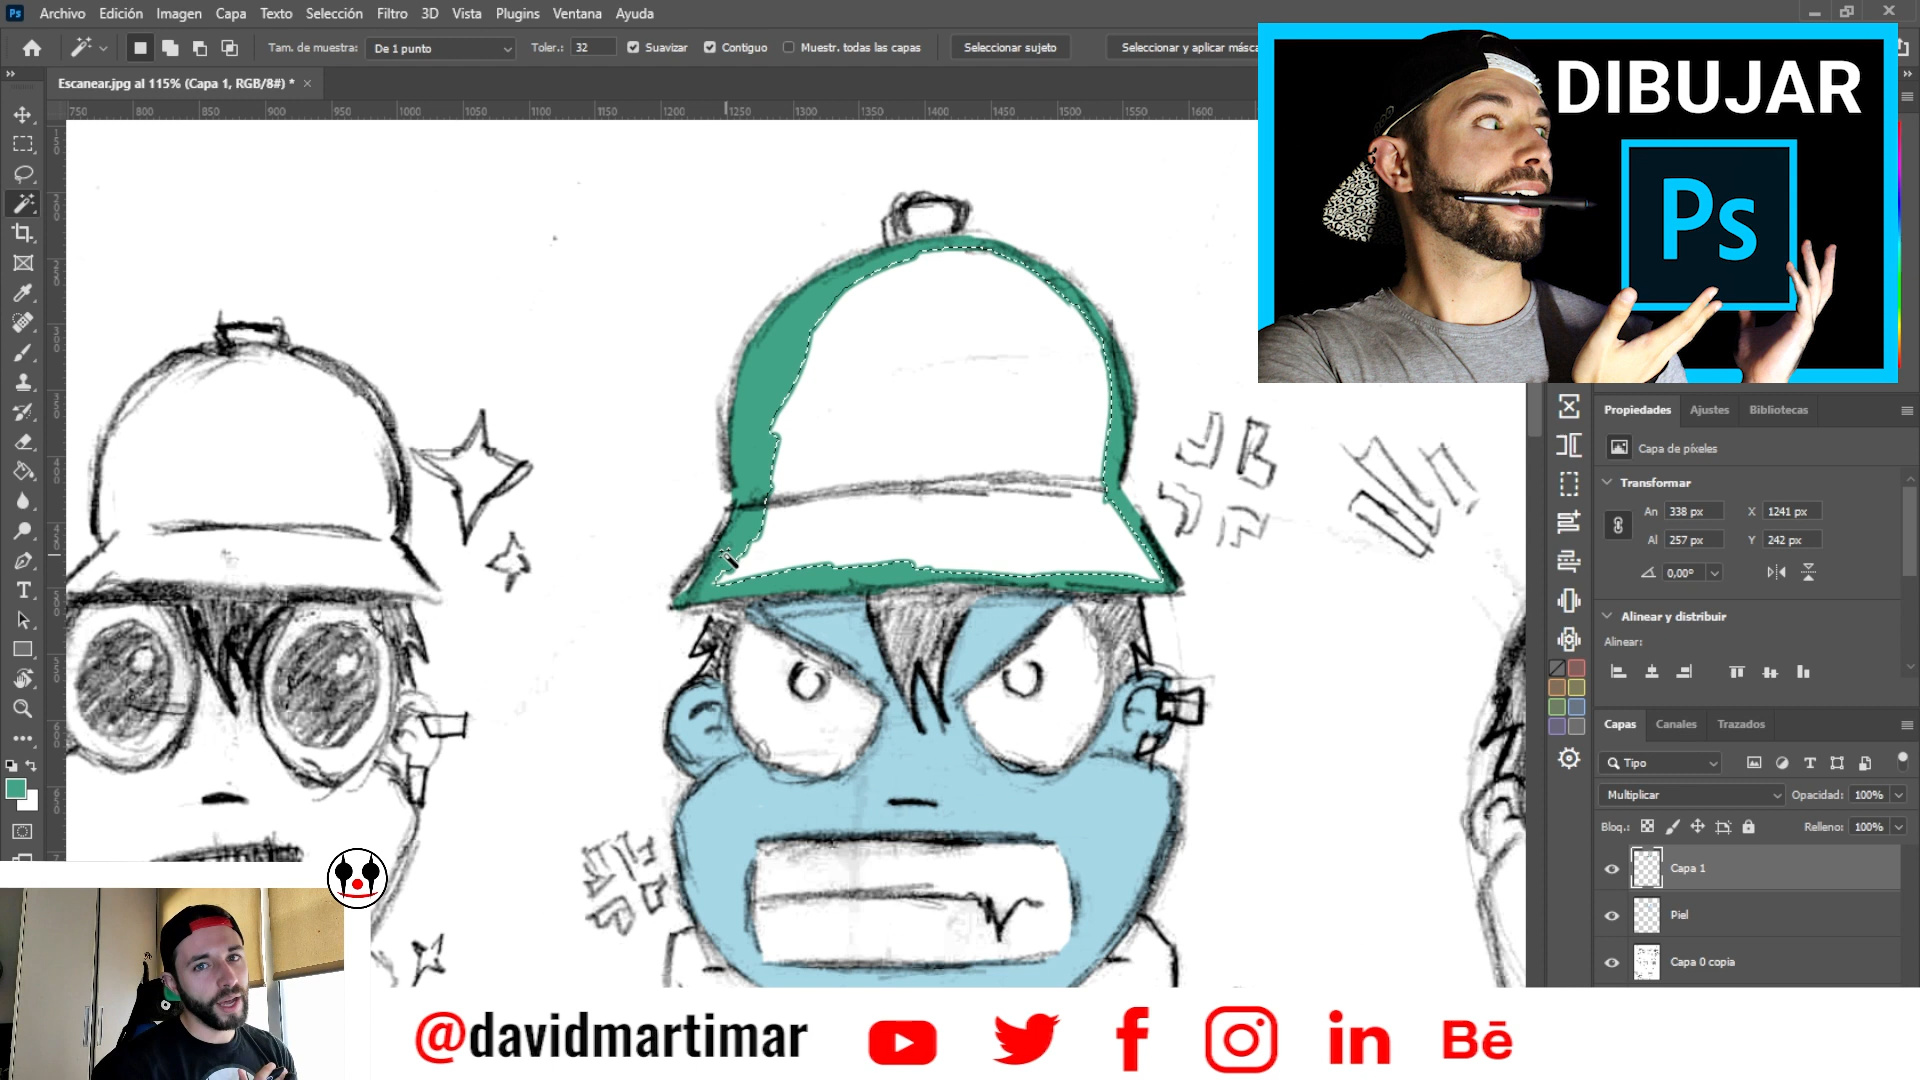 Ps Archivo Edición Imagen Capa Texto Selección Filtro 3D Vista Plugins Ventana Ayuda
Tam. de muestra: De 1 punto Toler.: 32 Suavizar Contiguo Muestr. todas las capas Seleccionar sujeto Seleccionar y aplicar másca
Escanear.jpg al 115% (Capa 1, RGB/8#) * ×
750 800 850 900 950 1000 1050 1100 1150 1200 1250 1300 1350 1400 1450 1500 1550 1600
DIBUJAR
Ps
Propiedades Ajustes Bibliotecas
Capa de píxeles
Transformar
An 338 px X 1241 px
Al 257 px Y 242 px
0,00°
Alinear y distribuir
Alinear:
Capas Canales Trazados
Tipo
Multiplicar Opacidad: 100%
Bloq.: Relleno: 100%
Capa 1
Piel
Capa 0 copia
@davidmartimar
f in Bē